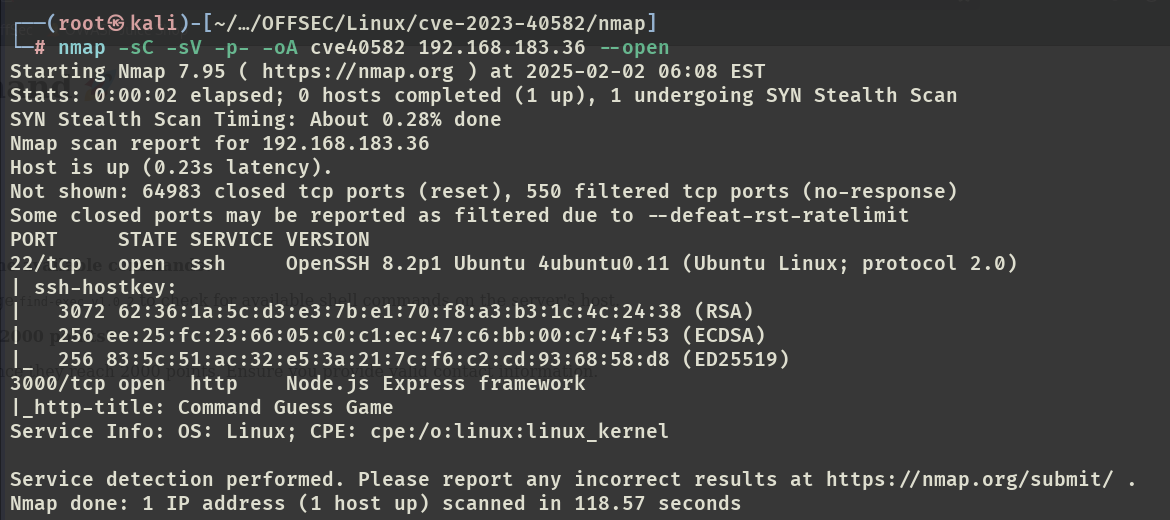 ┌──(root㉿kali)-[~/…/OFFSEC/Linux/cve-2023-40582/nmap]
└─# nmap -sC -sV -p- -oA cve40582 192.168.183.36 --open
Starting Nmap 7.95 ( https://nmap.org ) at 2025-02-02 06:08 EST
Stats: 0:00:02 elapsed; 0 hosts completed (1 up), 1 undergoing SYN Stealth Scan
SYN Stealth Scan Timing: About 0.28% done
Nmap scan report for 192.168.183.36
Host is up (0.23s latency).
Not shown: 64983 closed tcp ports (reset), 550 filtered tcp ports (no-response)
Some closed ports may be reported as filtered due to --defeat-rst-ratelimit
PORT     STATE SERVICE VERSION
22/tcp   open  ssh     OpenSSH 8.2p1 Ubuntu 4ubuntu0.11 (Ubuntu Linux; protocol 2.0)
| ssh-hostkey:
|   3072 62:36:1a:5c:d3:e3:7b:e1:70:f8:a3:b3:1c:4c:24:38 (RSA)
|   256 ee:25:fc:23:66:05:c0:c1:ec:47:c6:bb:00:c7:4f:53 (ECDSA)
|_  256 83:5c:51:ac:32:e5:3a:21:7c:f6:c2:cd:93:68:58:d8 (ED25519)
3000/tcp open  http    Node.js Express framework
|_http-title: Command Guess Game
Service Info: OS: Linux; CPE: cpe:/o:linux:linux_kernel

Service detection performed. Please report any incorrect results at https://nmap.org/submit/ .
Nmap done: 1 IP address (1 host up) scanned in 118.57 seconds